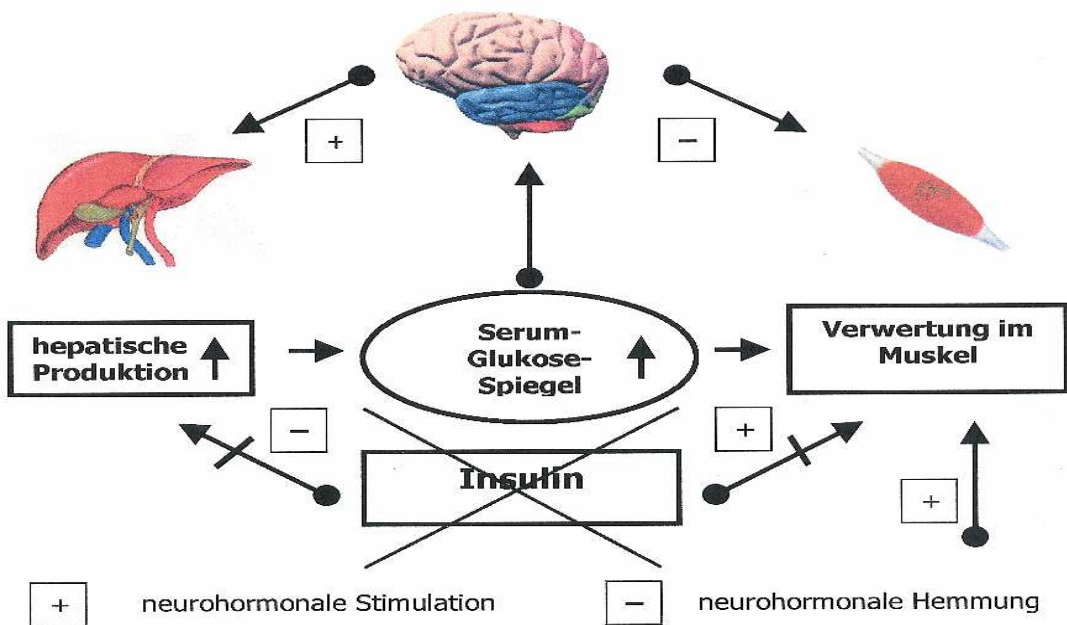 +
−
hepatische
Produktion
Serum-
Glukose-
Spiegel
Verwertung im
Muskel
−
+
Insulin
+
+ neurohormonale Stimulation
− neurohormonale Hemmung